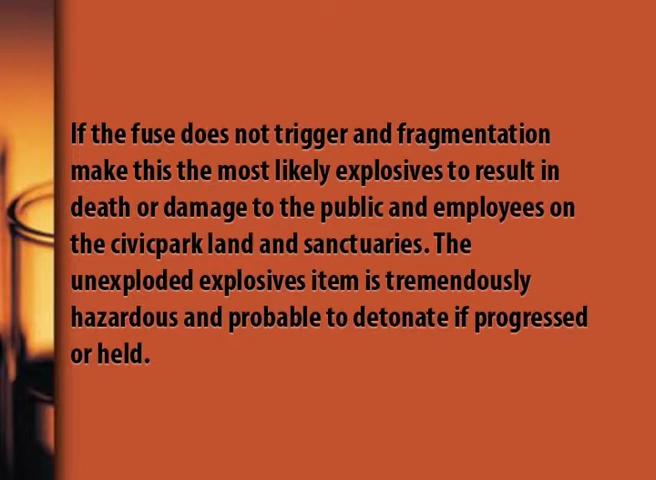 If the fuse does not trigger and fragmentation
make this the most likely explosives to result in
death or damage to the public and employees on
the civicpark land and sanctuaries. The
unexploded explosives item is tremendously
hazardous and probable to detonate if progressed
or held.